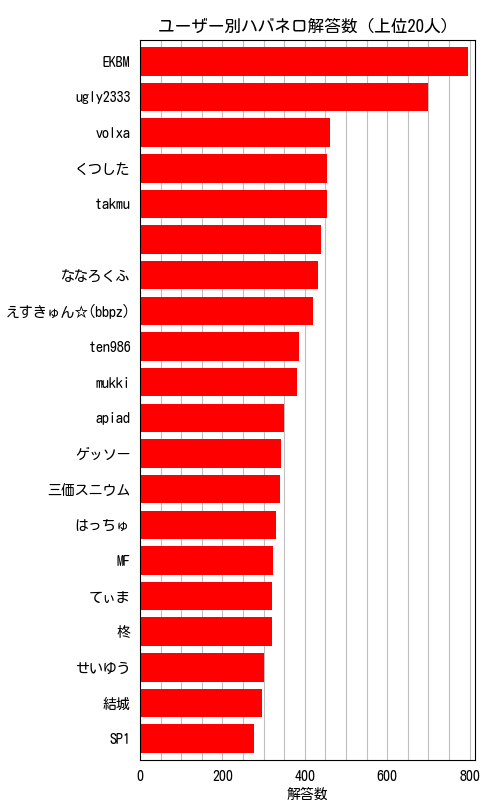 ユーザー別ハバネロ解答数 (上位20人)
EKBM
ugly2333
volxa
くつした
takmu
ななろくふ
えすきゅん☆(bbpz)
ten986
mukki
apiad
ゲッソー
三価スニウム
はっちゅ
MF
てぃま
柊
せいゆう
結城
SP1
0 200 400 600 800
解答数